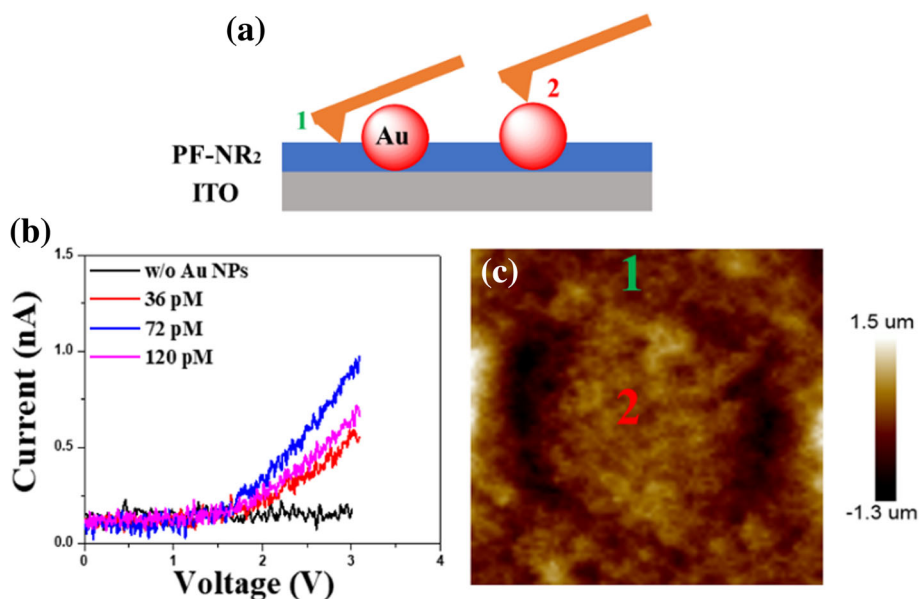 (a)
1
2
Au
PF-NR₂
ITO
(b)
1.5
1.0
0.5
0.0
Current (nA)
w/o Au NPs
36 pM
72 pM
120 pM
0
1
2
3
4
Voltage (V)
(c)
1
2
1.5 um
-1.3 um